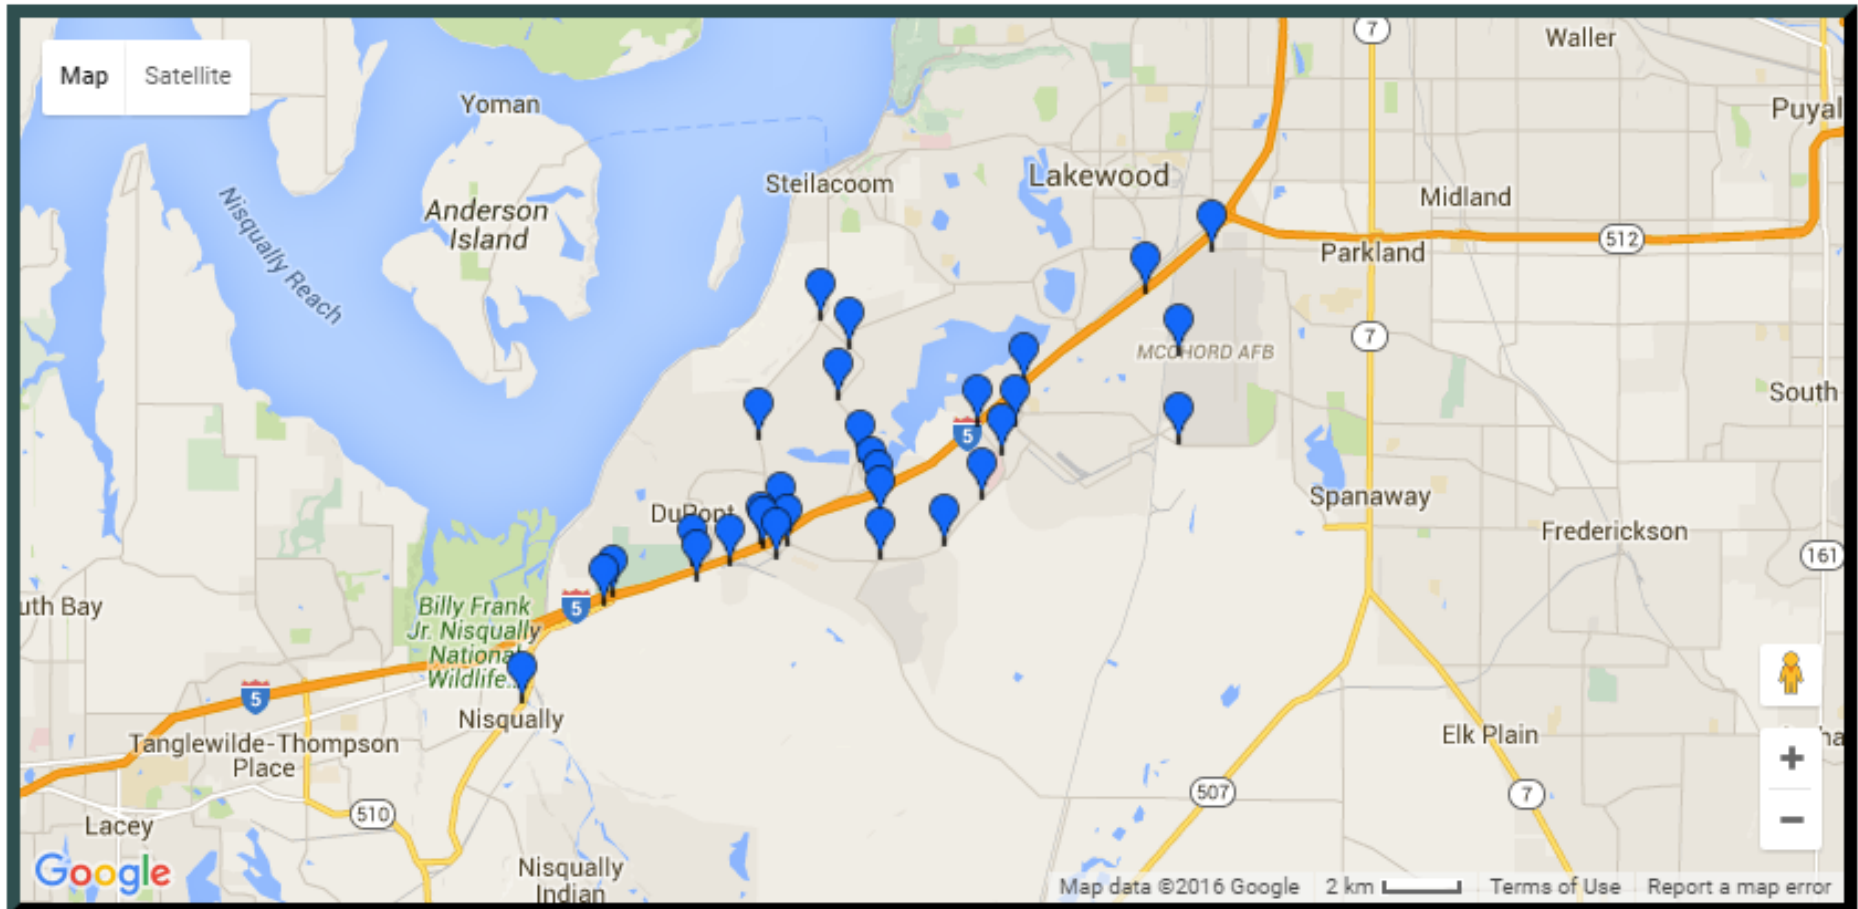 Map
Satellite
Yoman
Waller
7
Puyal
Steilacoom
Lakewood
Midland
Anderson
Island
Nisqually Reach
512
Parkland
7
MCCHORD AFB
South
5
Spanaway
DuPont
Frederickson
161
uth Bay
5
Billy Frank
Jr. Nisqually
National
Wildlife...
5
Nisqually
Tanglewilde-Thompson
Place
Elk Plain
507
7
510
Lacey
Google
Nisqually
Indian
Map data ©2016 Google
2 km
Terms of Use
Report a map error